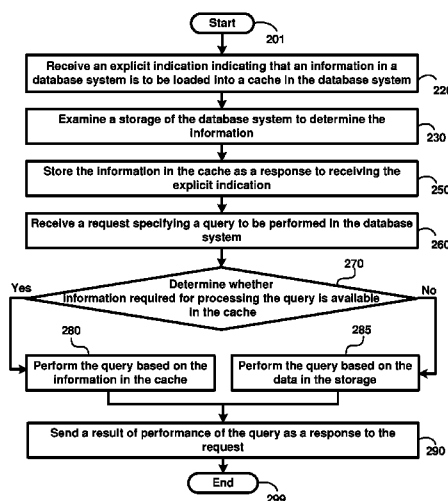 Start
201
Receive an explicit indication indicating that an information in a
database system is to be loaded into a cache in the database system
220
Examine a storage of the database system to determine the
information
230
Store the information in the cache as a response to receiving the
explicit indication
250
Receive a request specifying a query to be performed in the database
system
260
270
Yes
Determine whether
information required for processing the query is available
in the cache
No
280
Perform the query based on the
information in the cache
285
Perform the query based on the
data in the storage
Send a result of performance of the query as a response to the
request
290
End
299